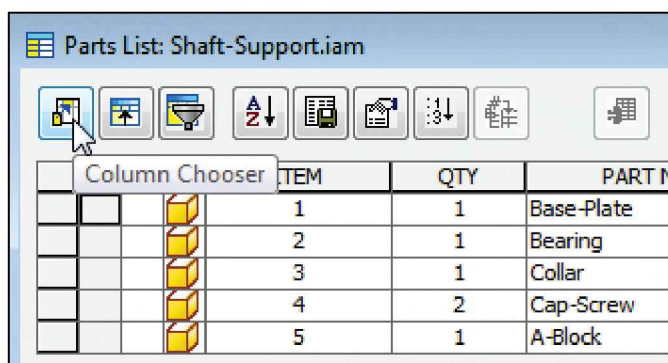 Parts List: Shaft-Support.iam
Column Chooser ITEM QTY PART
1 1 Base-Plate
2 1 Bearing
3 1 Collar
4 2 Cap-Screw
5 1 A-Block